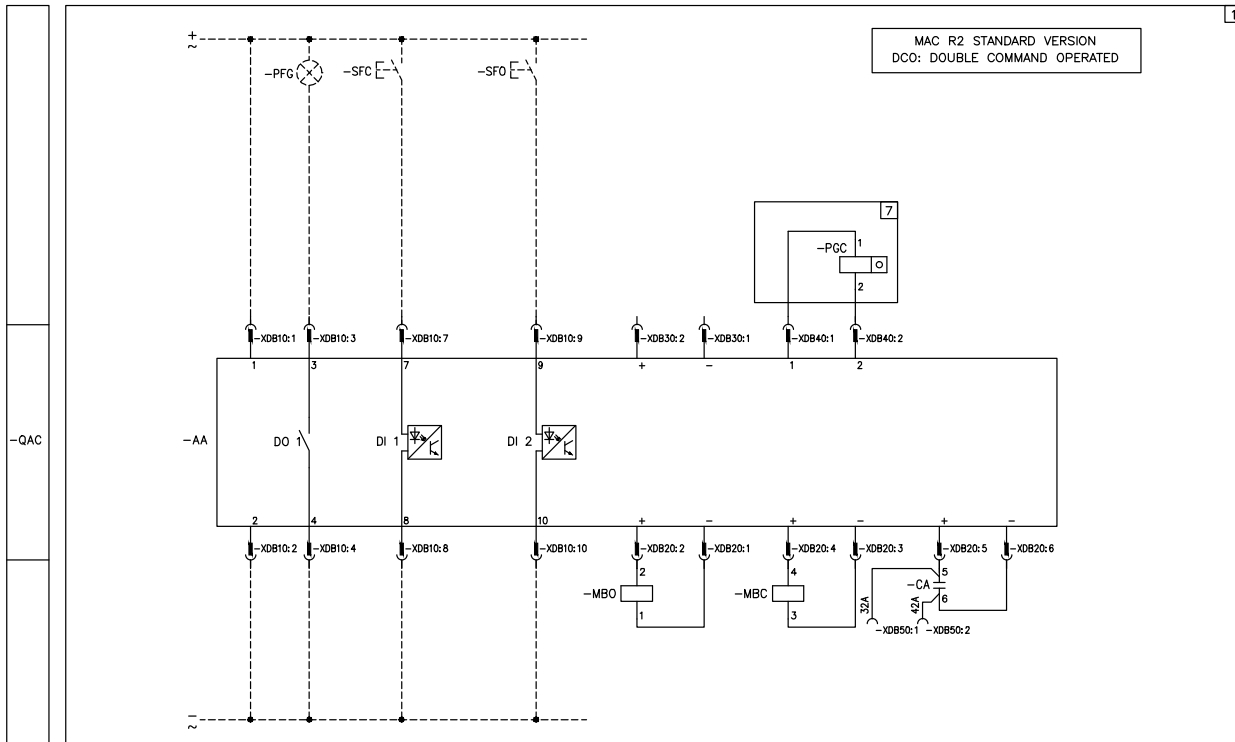 1
+
~
MAC R2 STANDARD VERSION
DCO: DOUBLE COMMAND OPERATED
-PFG
-SFC
-SFO
7
-PGC
1
2
-XDB10:1
-XDB10:3
-XDB10:7
-XDB10:9
-XDB30:2
-XDB30:1
-XDB40:1
-XDB40:2
1
3
7
9
+
-
1
2
-QAC
-AA
DO 1
DI 1
DI 2
2
4
8
10
+
-
+
-
+
-
-XDB10:2
-XDB10:4
-XDB10:8
-XDB10:10
-XDB20:2
-XDB20:1
-XDB20:4
-XDB20:3
-XDB20:5
-XDB20:6
2
-MBO
1
4
-MBC
3
5
-CA
6
32A
42A
-XDB50:1
-XDB50:2
-
~